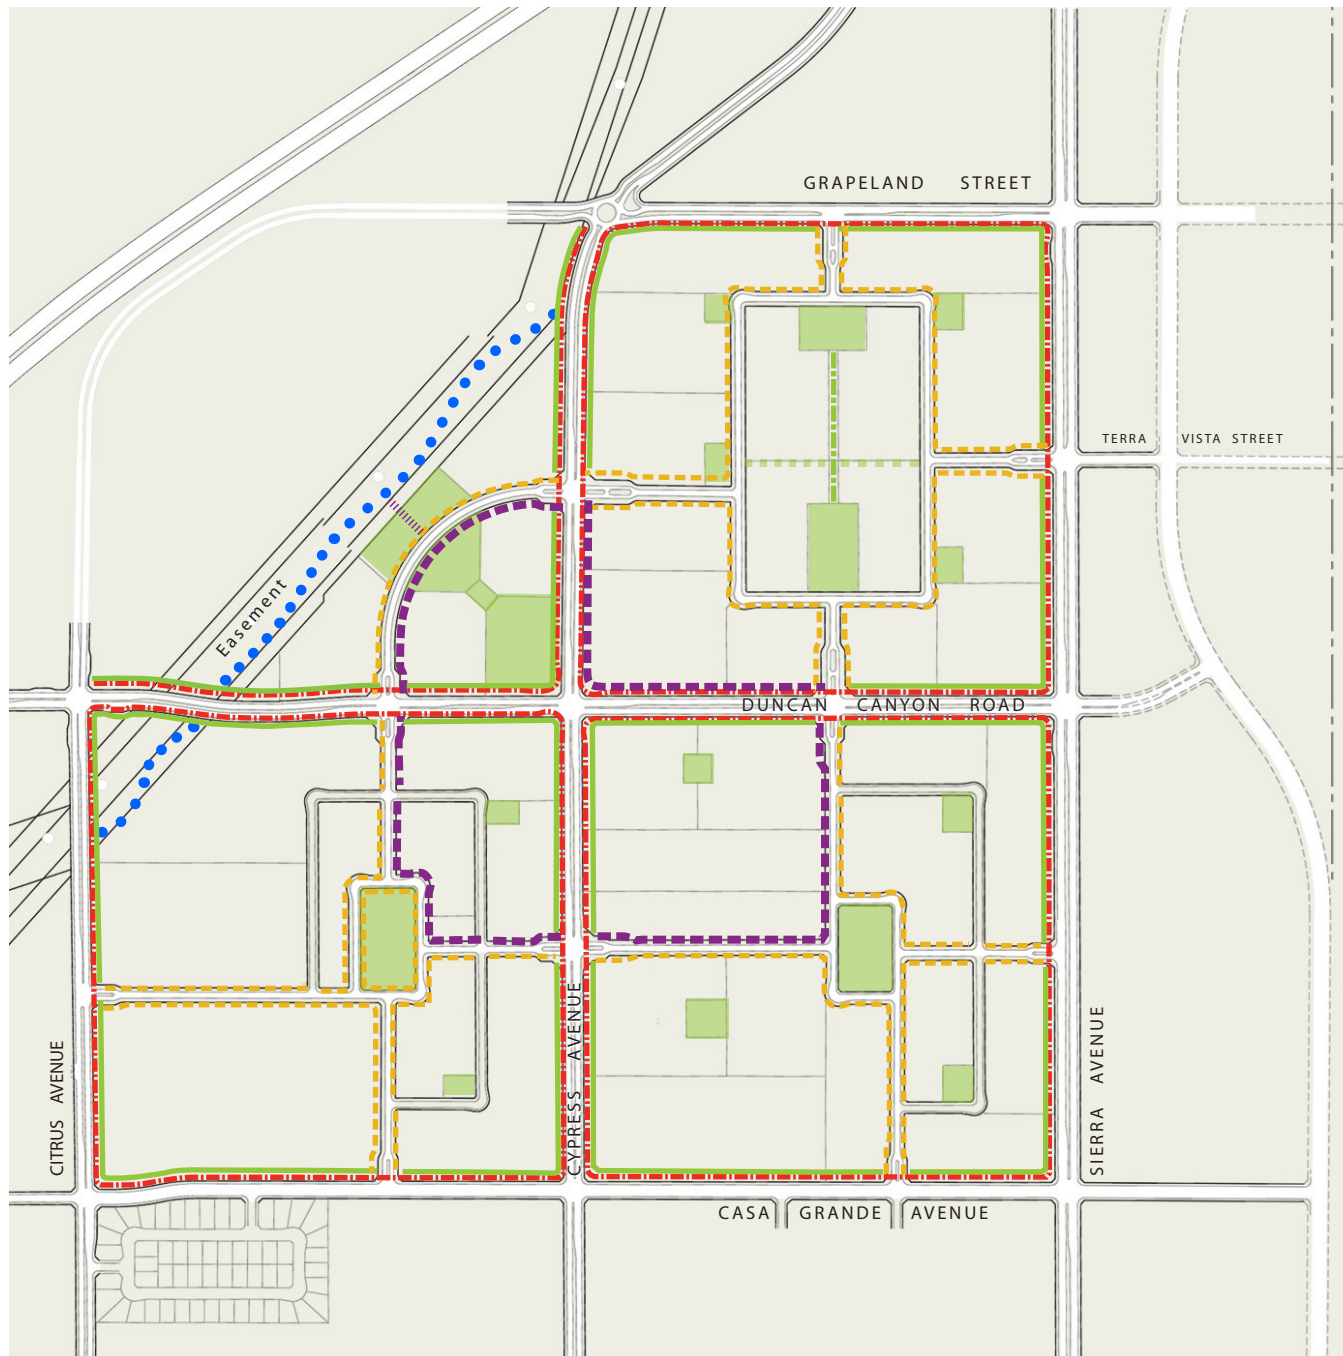 GRAPELAND STREET
TERRA VISTA STREET
Easement
DUNCAN CANYON ROAD
CITRUS AVENUE
CYPRESS AVENUE
SIERRA AVENUE
CASA GRANDE AVENUE